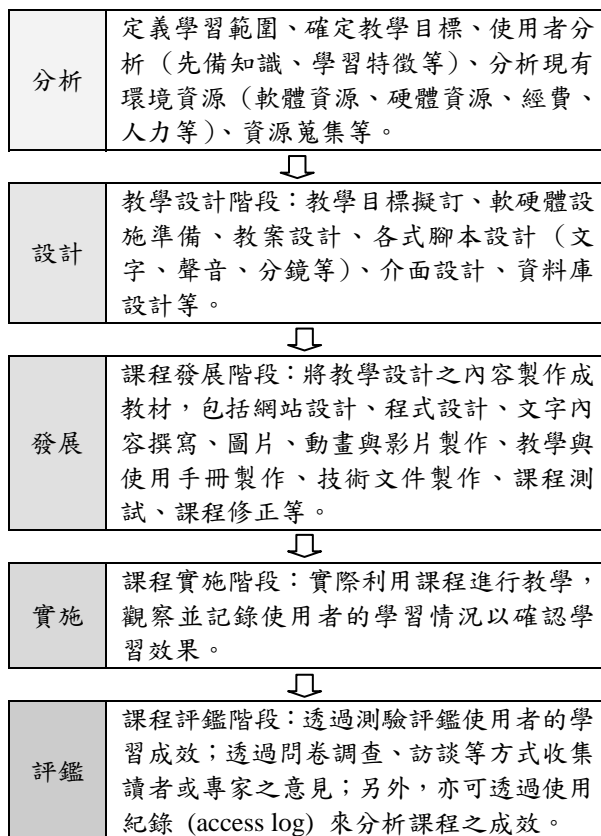 分析
定義學習範圍、確定教學目標、使用者分
析（先備知識、學習特徵等）、分析現有
環境資源（軟體資源、硬體資源、經費、
人力等）、資源蒐集等。
設計
教學設計階段：教學目標擬訂、軟硬體設
施準備、教案設計、各式腳本設計（文
字、聲音、分鏡等）、介面設計、資料庫
設計等。
發展
課程發展階段：將教學設計之內容製作成
教材，包括網站設計、程式設計、文字內
容撰寫、圖片、動畫與影片製作、教學與
使用手冊製作、技術文件製作、課程測
試、課程修正等。
實施
課程實施階段：實際利用課程進行教學，
觀察並記錄使用者的學習情況以確認學
習效果。
評鑑
課程評鑑階段：透過測驗評鑑使用者的學
習成效；透過問卷調查、訪談等方式收集
讀者或專家之意見；另外，亦可透過使用
紀錄 (access log) 來分析課程之成效。